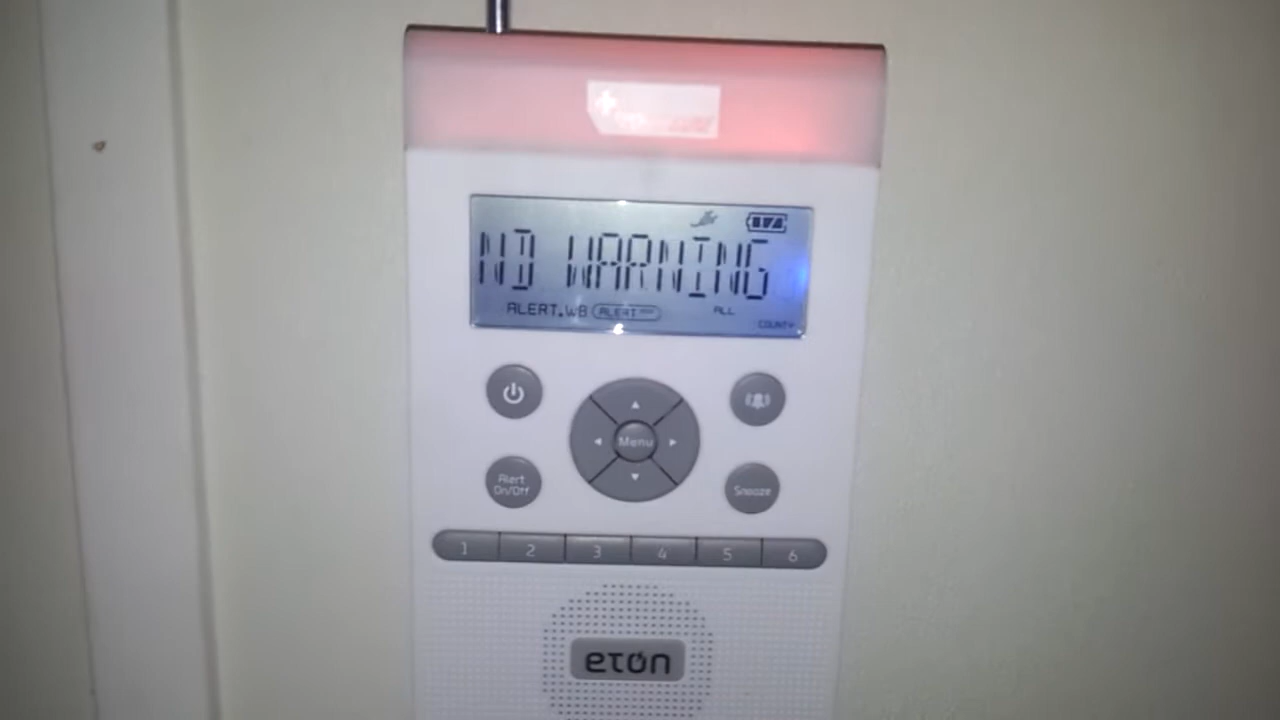 NO WARNING
ALERT.WB ALERT ALL
COUNTY
Menu
Alert
On/Off
Snooze
1 2 3 4 5 6
etón